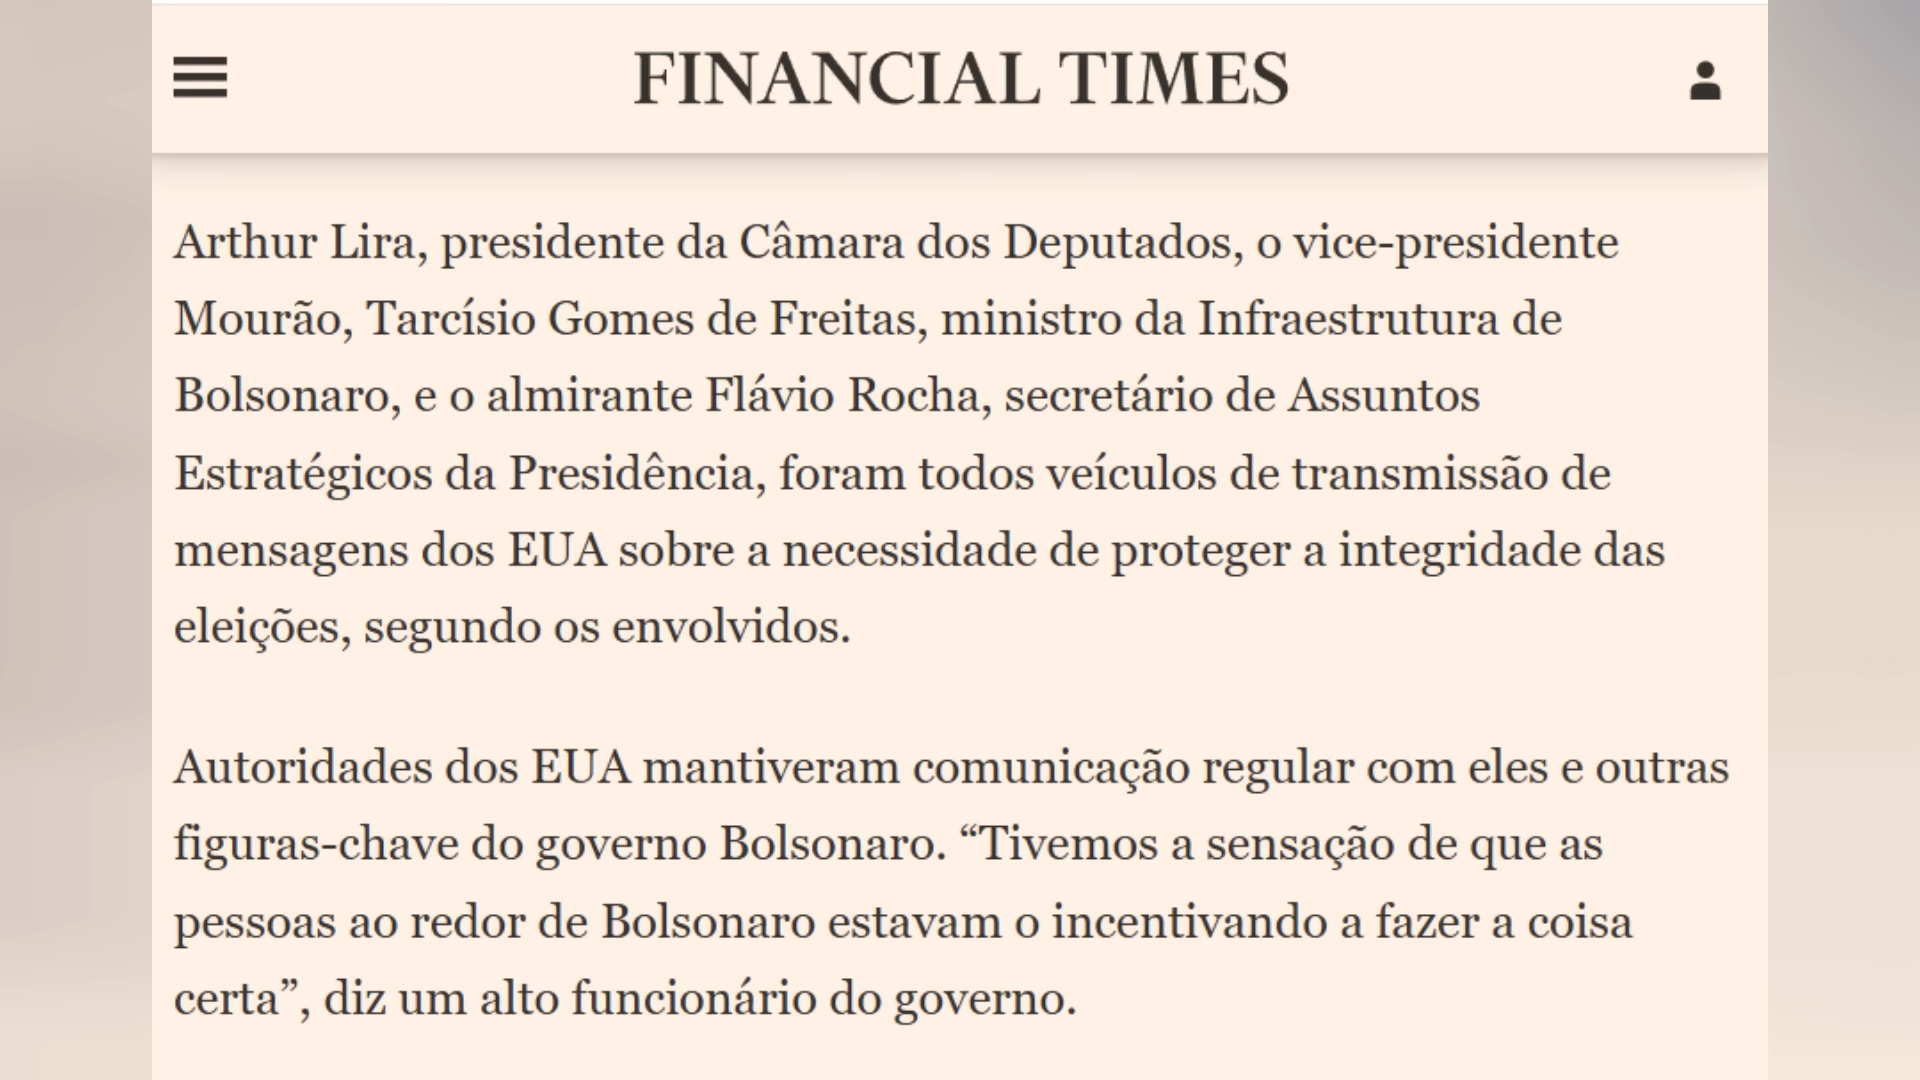 FINANCIAL TIMES
Arthur Lira, presidente da Câmara dos Deputados, o vice-presidente
Mourão, Tarcísio Gomes de Freitas, ministro da Infraestrutura de
Bolsonaro, e o almirante Flávio Rocha, secretário de Assuntos
Estratégicos da Presidência, foram todos veículos de transmissão de
mensagens dos EUA sobre a necessidade de proteger a integridade das
eleições, segundo os envolvidos.
Autoridades dos EUA mantiveram comunicação regular com eles e outras
figuras-chave do governo Bolsonaro. “Tivemos a sensação de que as
pessoas ao redor de Bolsonaro estavam o incentivando a fazer a coisa
certa”, diz um alto funcionário do governo.